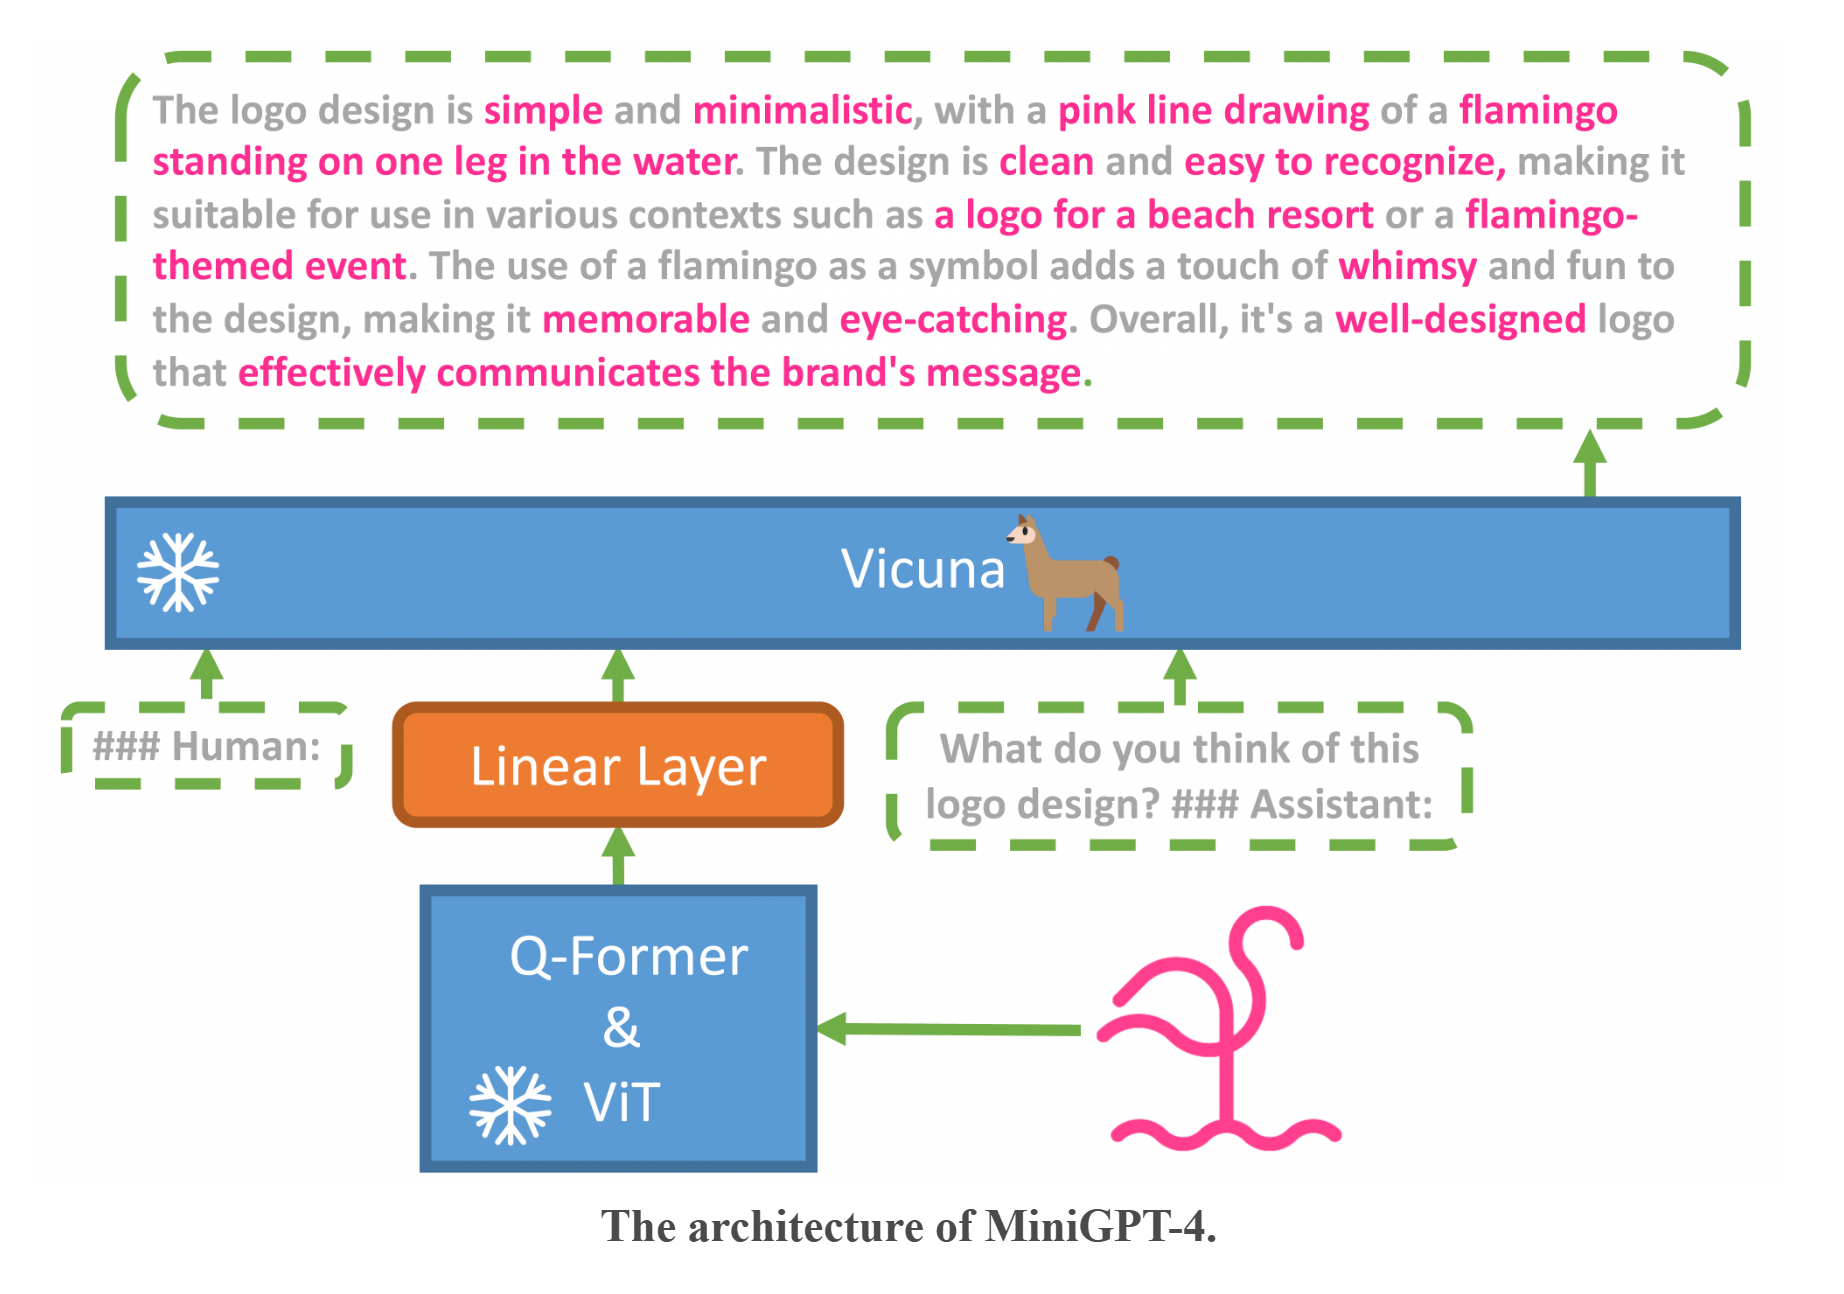 The logo design is simple and minimalistic, with a pink line drawing of a flamingo
standing on one leg in the water. The design is clean and easy to recognize, making it
suitable for use in various contexts such as a logo for a beach resort or a flamingo-
themed event. The use of a flamingo as a symbol adds a touch of whimsy and fun to
the design, making it memorable and eye-catching. Overall, it's a well-designed logo
that effectively communicates the brand's message.
Vicuna
### Human:
Linear Layer
What do you think of this
logo design? ### Assistant:
Q-Former
&
ViT
The architecture of MiniGPT-4.